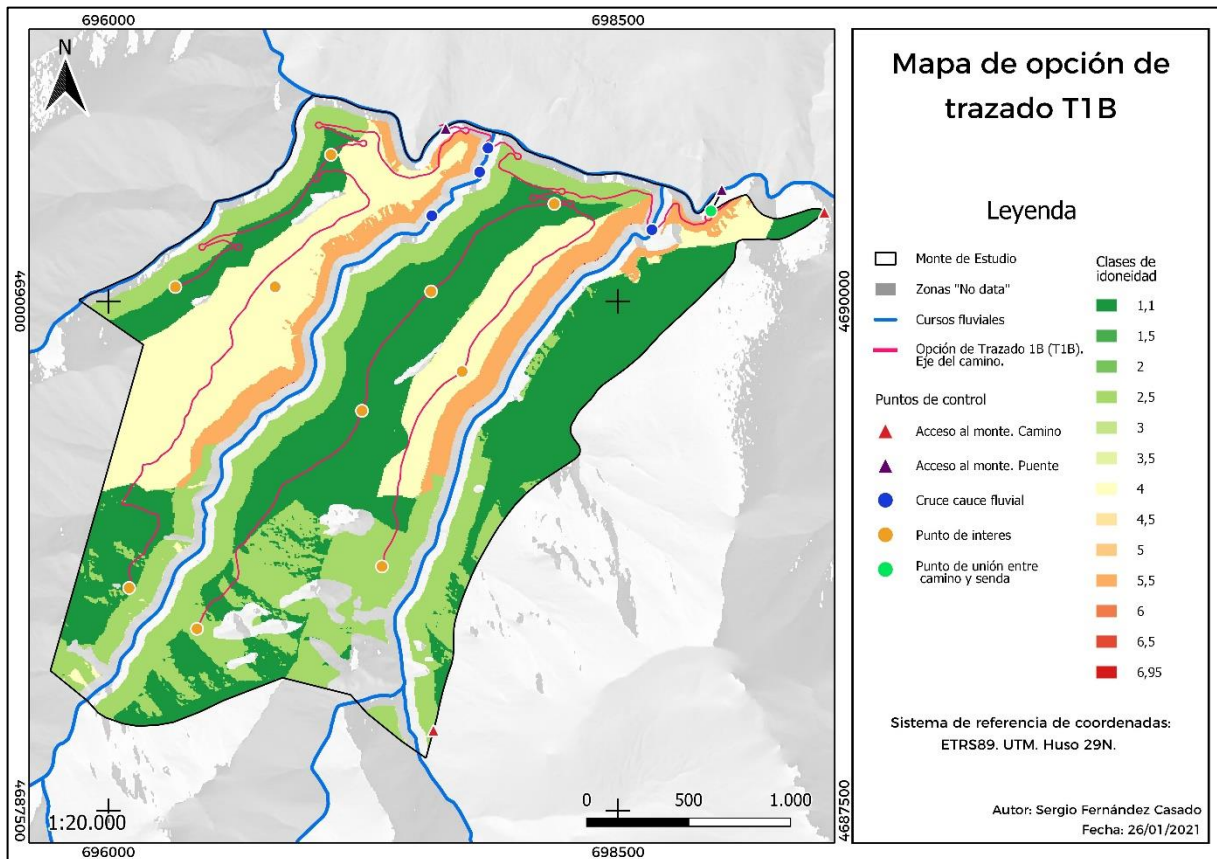 696000
698500
N
4690000
4690000
4687500
4687500
1:20.000
0
500
1.000
696000
698500
Mapa de opción de
trazado T1B
Leyenda
Monte de Estudio
Zonas "No data"
Cursos fluviales
Opción de Trazado 1B (T1B).
Eje del camino.
Puntos de control
Acceso al monte. Camino
Acceso al monte. Puente
Cruce cauce fluvial
Punto de interes
Punto de unión entre
camino y senda
Clases de
idoneidad
1,1
1,5
2
2,5
3
3,5
4
4,5
5
5,5
6
6,5
6,95
Sistema de referencia de coordenadas:
ETRS89. UTM. Huso 29N.
Autor: Sergio Fernández Casado
Fecha: 26/01/2021